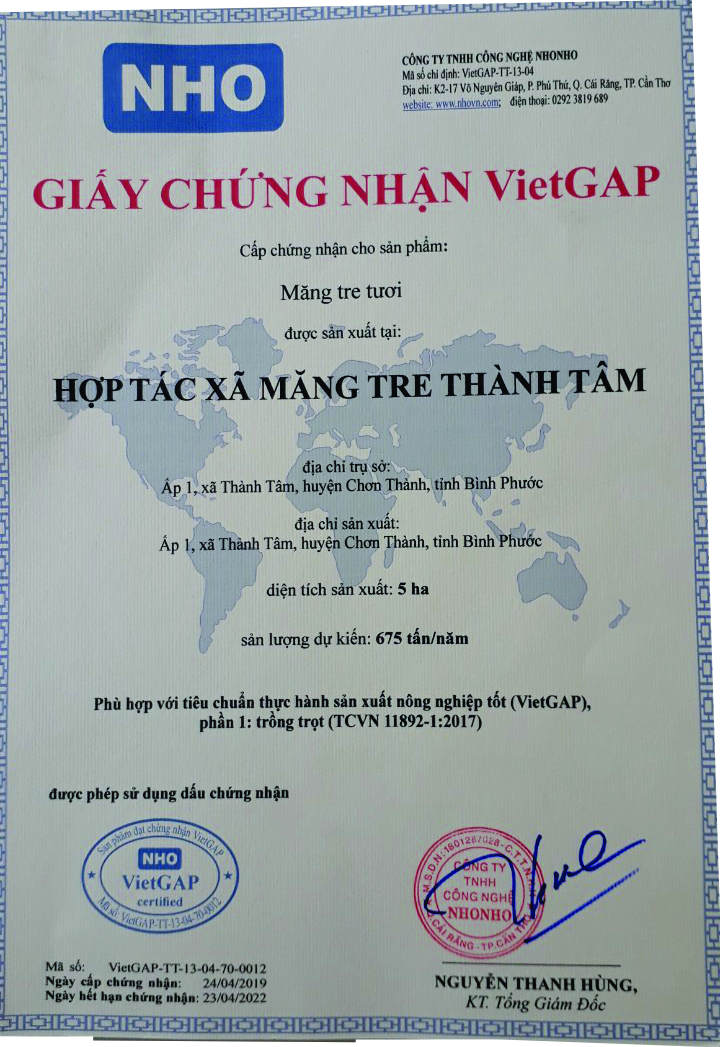 NHO
CÔNG TY TNHH CÔNG NGHỆ NHONHO
Mã số chỉ định: VietGAP-TT-13-04
Địa chỉ: K2-17 Võ Nguyên Giáp, P. Phú Thứ, Q. Cái Răng, TP. Cần Thơ
website: www.nhovn.com; điện thoại: 0292 3819 689
GIẤY CHỨNG NHẬN VietGAP
Cấp chứng nhận cho sản phẩm:
Măng tre tươi
được sản xuất tại:
HỢP TÁC XÃ MĂNG TRE THÀNH TÂM
địa chỉ trụ sở:
Ấp 1, xã Thành Tâm, huyện Chơn Thành, tỉnh Bình Phước
địa chỉ sản xuất:
Ấp 1, xã Thành Tâm, huyện Chơn Thành, tỉnh Bình Phước
diện tích sản xuất: 5 ha
sản lượng dự kiến: 675 tấn/năm
Phù hợp với tiêu chuẩn thực hành sản xuất nông nghiệp tốt (VietGAP),
phần 1: trồng trọt (TCVN 11892-1:2017)
được phép sử dụng dấu chứng nhận
Sản phẩm đạt chứng nhận VietGAP
NHO
VietGAP
certified
Mã số: VietGAP-TT-13-04-70-0012
M.S.D.N: 1801287028-C.T.T.N.H.H
CÔNG TY
TNHH
CÔNG NGHỆ
NHONHO
Q.CÁI RĂNG - TP.CẦN THƠ
Mã số: VietGAP-TT-13-04-70-0012
Ngày cấp chứng nhận: 24/04/2019
Ngày hết hạn chứng nhận: 23/04/2022
NGUYỄN THANH HÙNG,
KT. Tổng Giám Đốc